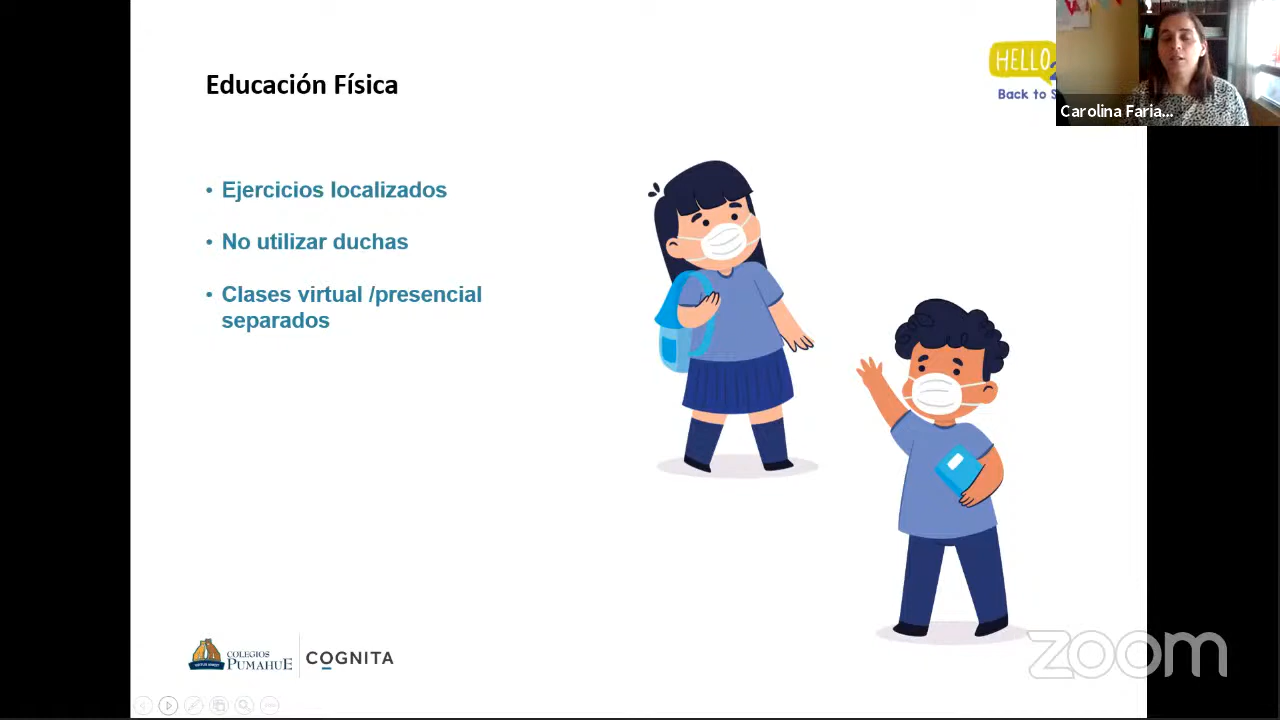 Educación Física
HELLO
Back to S
Carolina Faria...
• Ejercicios localizados
• No utilizar duchas
• Clases virtual /presencial
separados
COLEGIOS
PUMAHUE
COGNITA
zoom